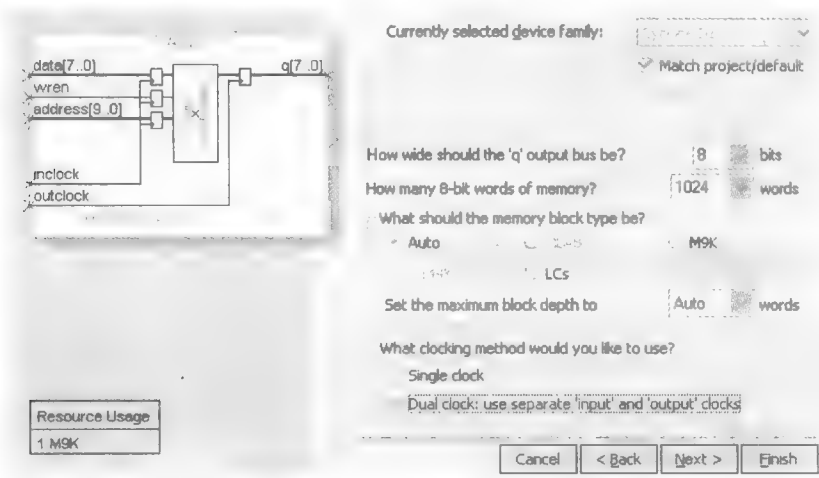 Currently selected device family:
Match project/default
data[7..0]
wren
address[9..0]
inclock
outclock
q[7..0]
How wide should the 'q' output bus be?
8
bits
How many 8-bit words of memory?
1024
words
What should the memory block type be?
Auto
M9K
LCs
Set the maximum block depth to
Auto
words
What clocking method would you like to use?
Single clock
Dual clock: use separate 'input' and 'output' clocks
Resource Usage
1 M9K
Cancel
< Back
Next >
Finish